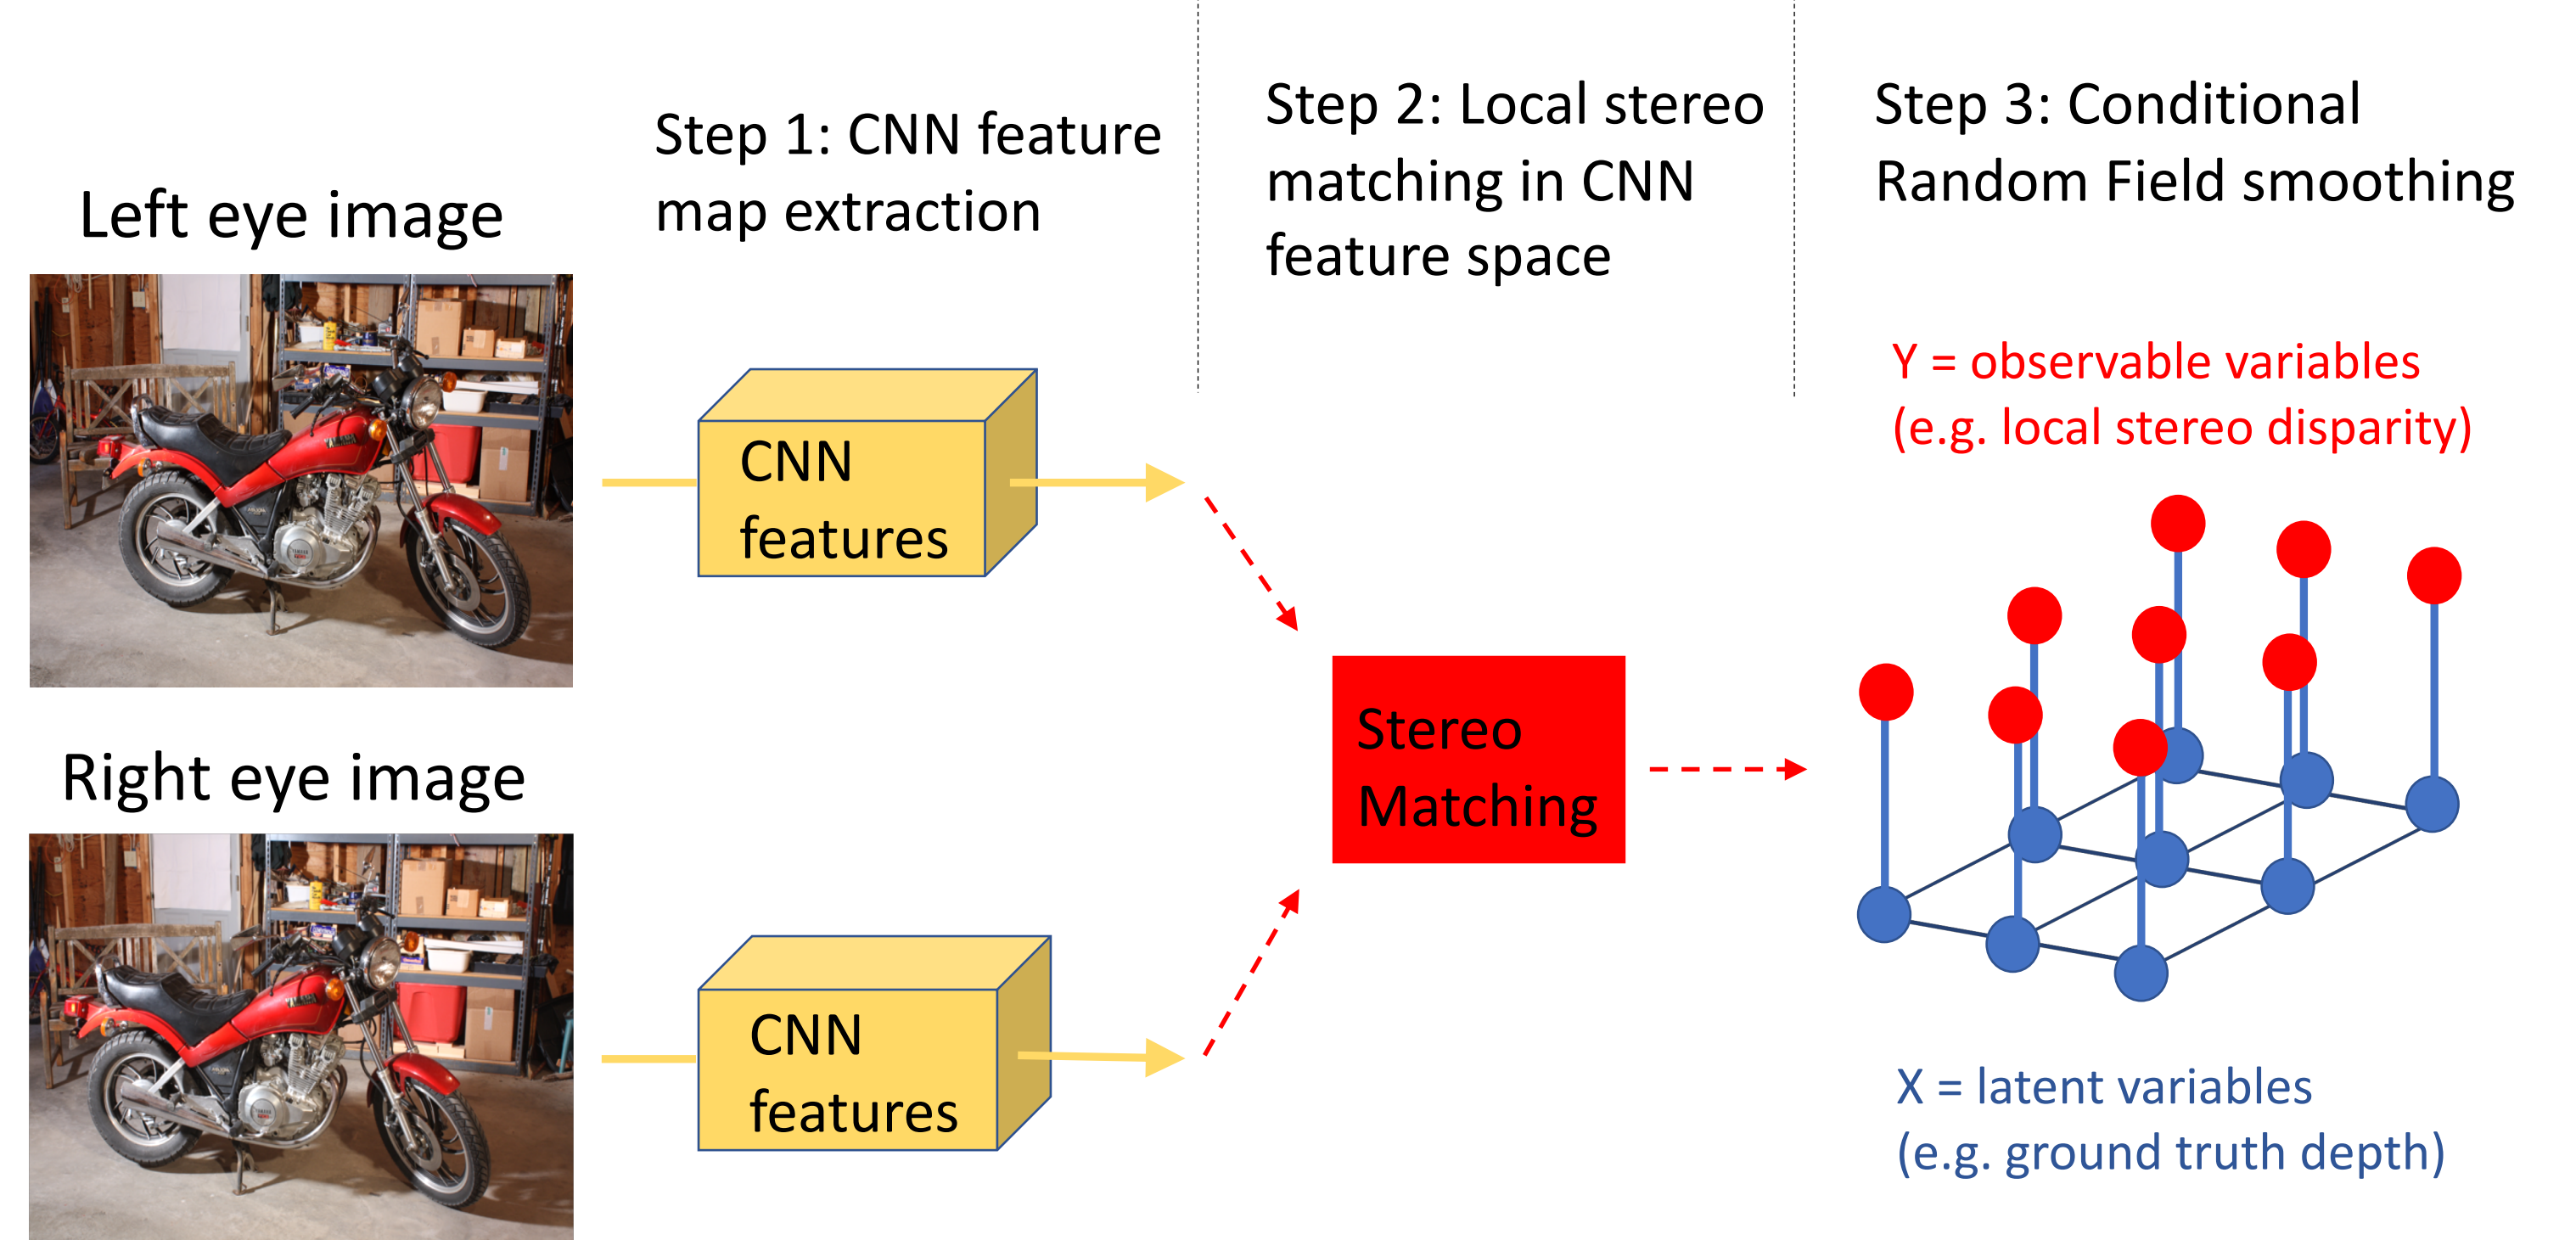 Left eye image
Right eye image
Step 1: CNN feature
map extraction
CNN
features
CNN
features
Step 2: Local stereo
matching in CNN
feature space
Stereo
Matching
Step 3: Conditional
Random Field smoothing
Y = observable variables
(e.g. local stereo disparity)
X = latent variables
(e.g. ground truth depth)